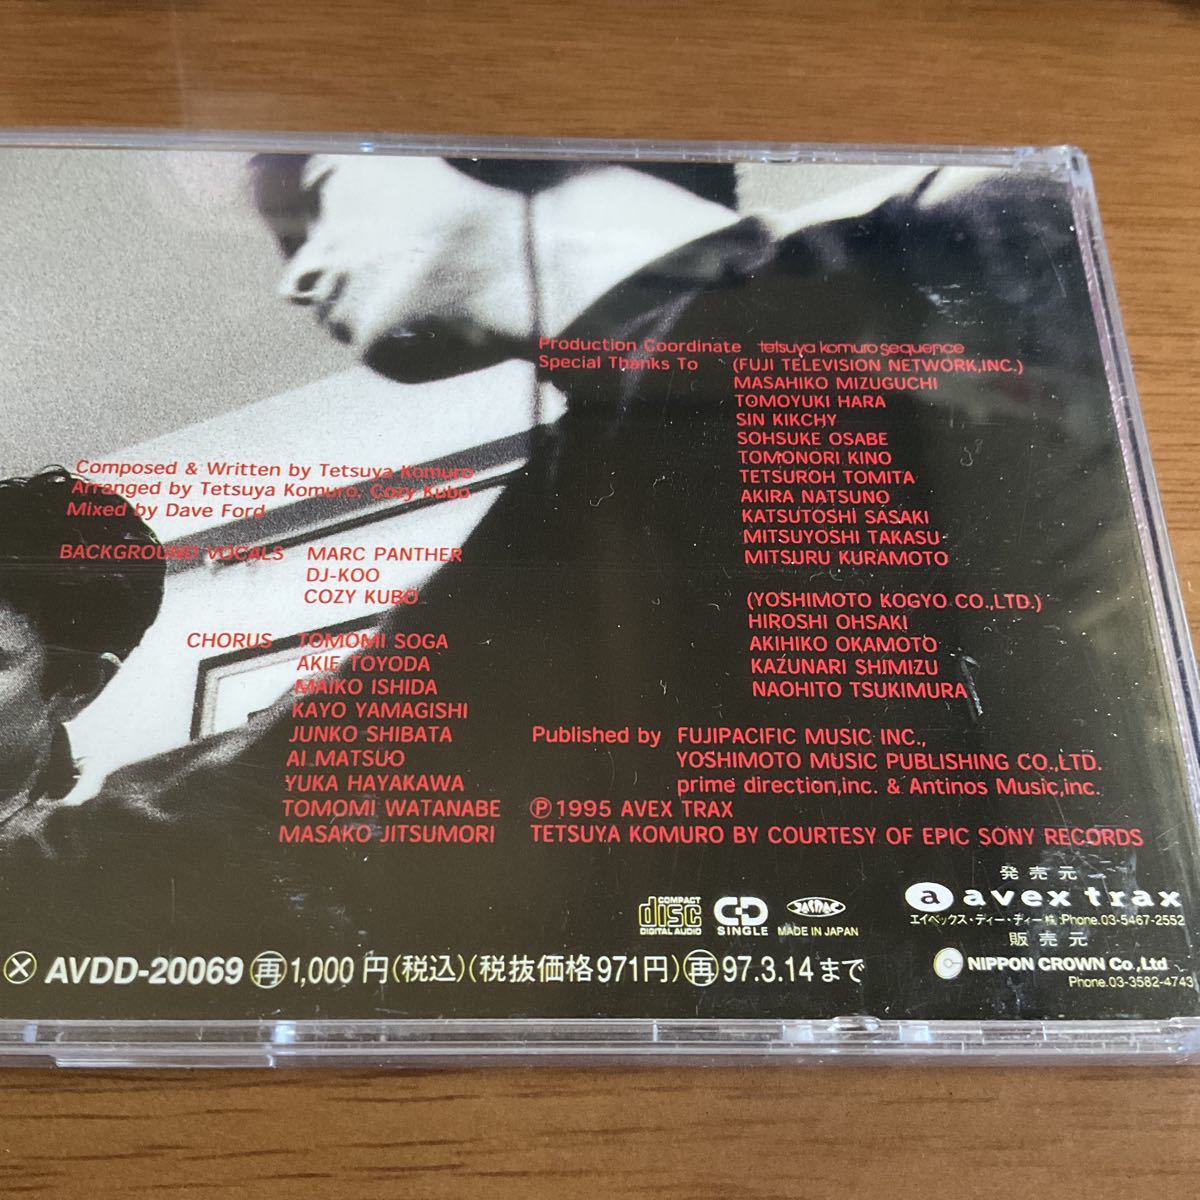 Composed & Written by Tetsuya Komuro
Arranged by Tetsuya Komuro, Cozy Kubo
Mixed by Dave Ford
BACKGROUND VOCALS MARC PANTHER
DJ-KOO
COZY KUBO
CHORUS TOMOMI SOGA
AKIE TOYODA
MAIKO ISHIDA
KAYO YAMAGISHI
JUNKO SHIBATA
AI MATSUO
YUKA HAYAKAWA
TOMOMI WATANABE
MASAKO JITSUMORI
Production Coordinate tetsuya komuro sequence
Special Thanks To (FUJI TELEVISION NETWORK,INC.)
MASAHIKO MIZUGUCHI
TOMOYUKI HARA
SIN KIKCHY
SOHSUKE OSABE
TOMONORI KINO
TETSUROH TOMITA
AKIRA NATSUNO
KATSUTOSHI SASAKI
MITSUYOSHI TAKASU
MITSURU KURAMOTO
(YOSHIMOTO KOGYO CO.,LTD.)
HIROSHI OHSAKI
AKIHIKO OKAMOTO
KAZUNARI SHIMIZU
NAOHITO TSUKIMURA
Published by FUJIPACIFIC MUSIC INC.,
YOSHIMOTO MUSIC PUBLISHING CO.,LTD.
prime direction,inc. & Antinos Music,inc.
Ⓟ1995 AVEX TRAX
TETSUYA KOMURO BY COURTESY OF EPIC SONY RECORDS
COMPACT disc DIGITAL AUDIO
CD SINGLE
JASRAC
MADE IN JAPAN
発売元
a avex trax
エイベックス・ディー・ディー株:Phone.03-5467-2552
販売元
NIPPON CROWN Co.,Ltd
Phone.03-3582-4743
Ⓧ AVDD-20069 ㊢1,000円(税込)(税抜価格971円)㊢97.3.14まで